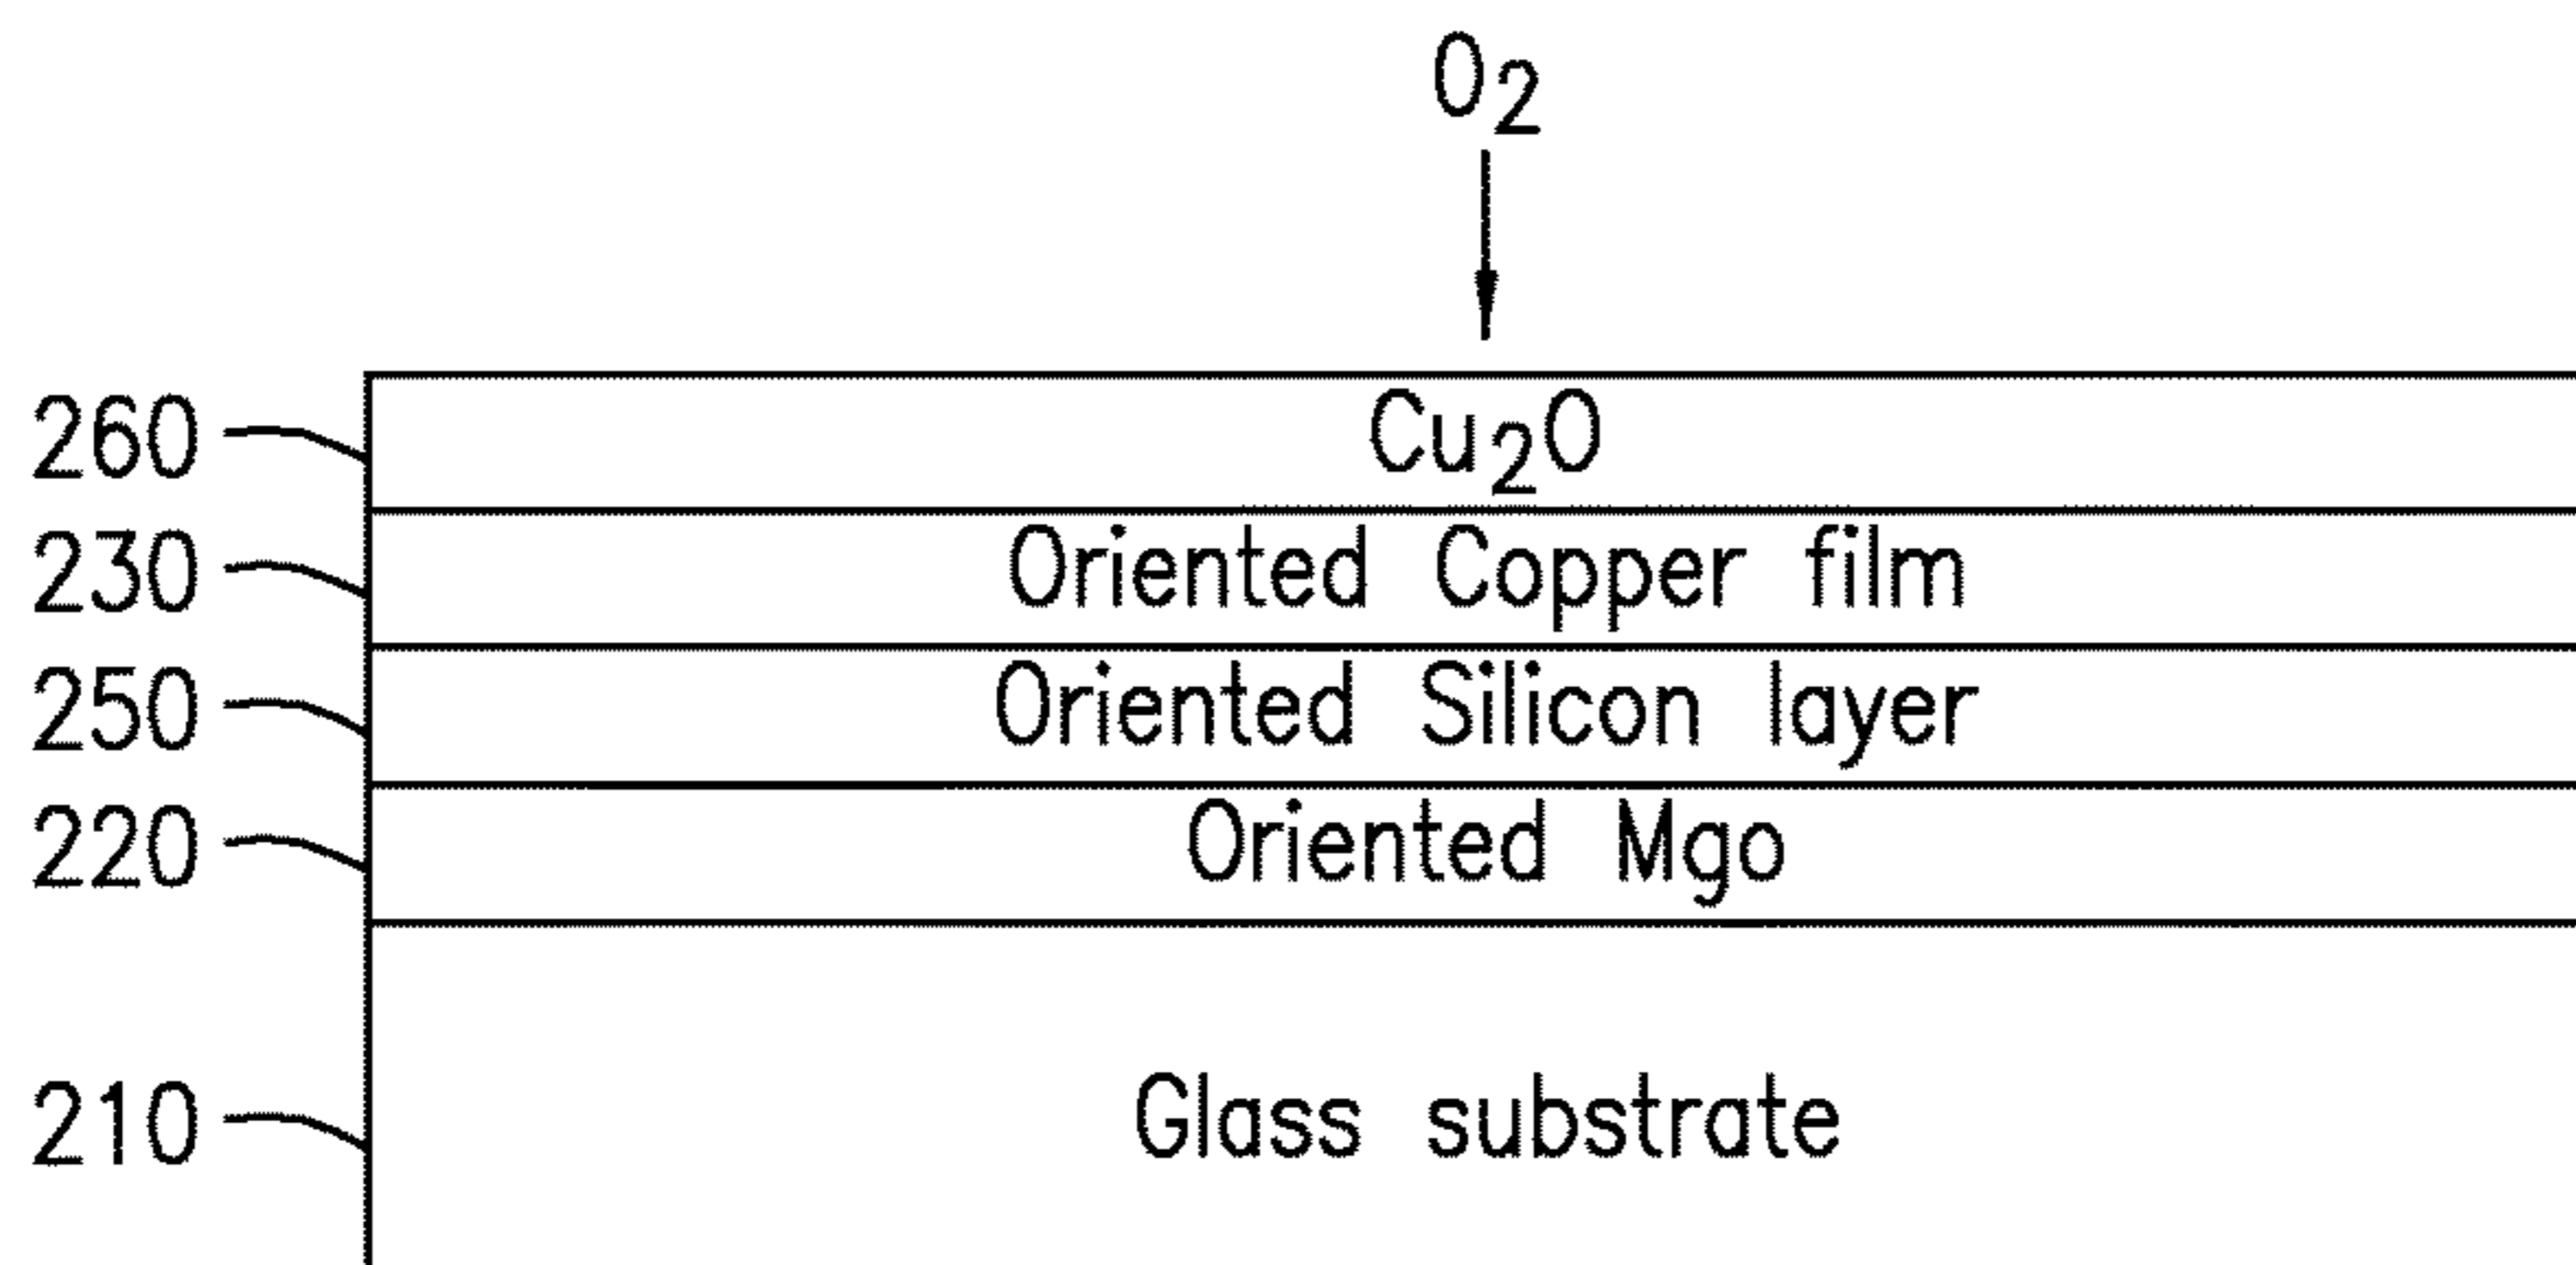 O2
260 Cu2O
230 Oriented Copper film
250 Oriented Silicon layer
220 Oriented Mgo
210 Glass substrate